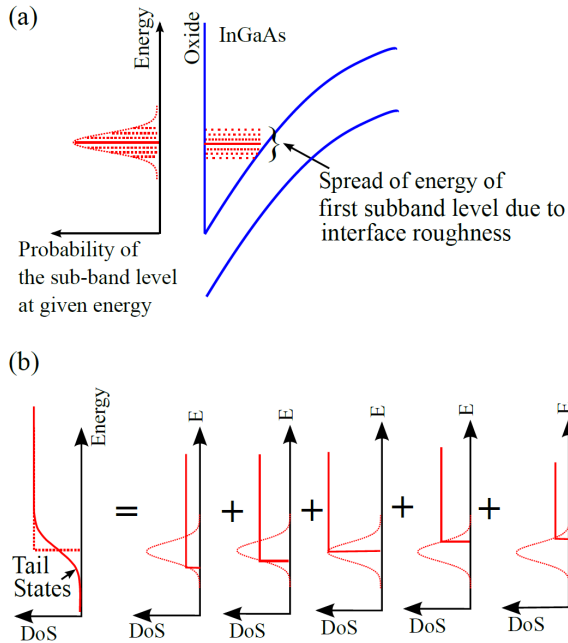 (a)
Energy
Oxide
InGaAs
Spread of energy of
first subband level due to
interface roughness
Probability of
the sub-band level
at given energy
(b)
Energy
E
E
E
E
E
=
+
+
+
+
Tail
States
DoS
DoS
DoS
DoS
DoS
DoS